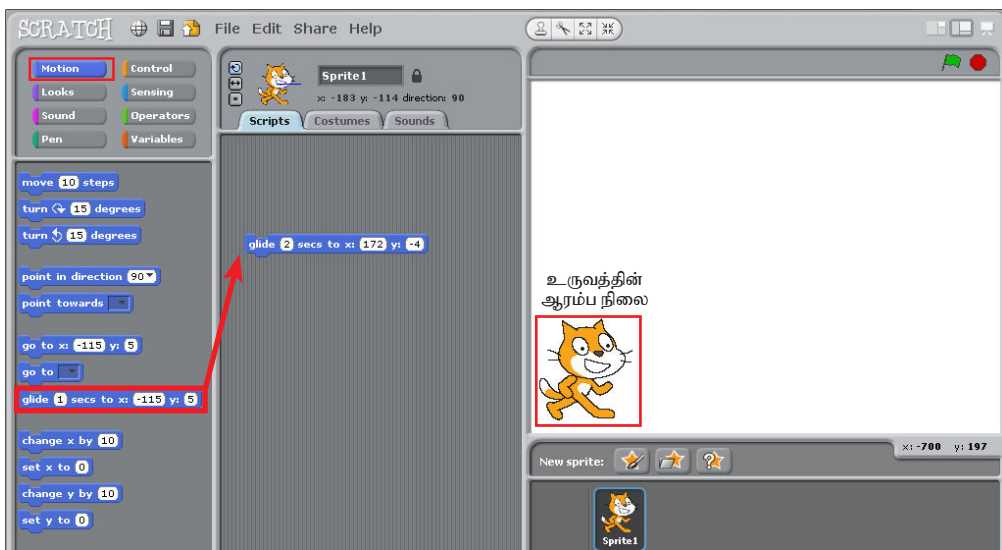 SCRATCH File Edit Share Help
Motion Control
Looks Sensing
Sound Operators
Pen Variables
move 10 steps
turn 15 degrees
turn 15 degrees
point in direction 90
point towards
go to x: -115 y: 5
go to
glide 1 secs to x: -115 y: 5
change x by 10
set x to 0
change y by 10
set y to 0
Sprite1
x: -183 y: -114 direction: 90
Scripts Costumes Sounds
glide 2 secs to x: 172 y: -4
உருவத்தின்
ஆரம்ப நிலை
x: -700 y: 197
New sprite:
Sprite1